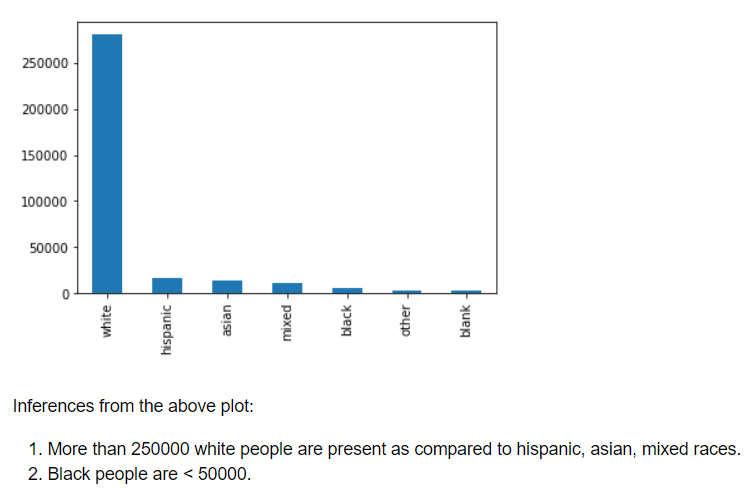 250000
200000
150000
100000
50000
0
white
hispanic
asian
mixed
black
other
blank
Inferences from the above plot:
1. More than 250000 white people are present as compared to hispanic, asian, mixed races.
2. Black people are < 50000.